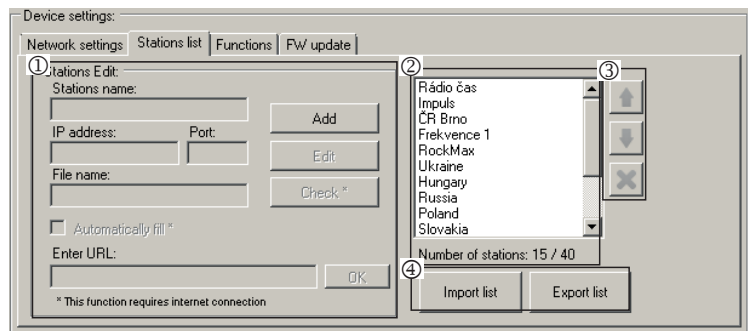 Device settings:
Network settings Stations list Functions FW update
① Stations Edit:
Stations name:
Add
IP address: Port:
Edit
File name:
Check *
Automatically fill *
Enter URL:
OK
* This function requires internet connection
②
Rádio čas
Impuls
ČR Brno
Frekvence 1
RockMax
Ukraine
Hungary
Russia
Poland
Slovakia
Number of stations: 15 / 40
③
④
Import list Export list